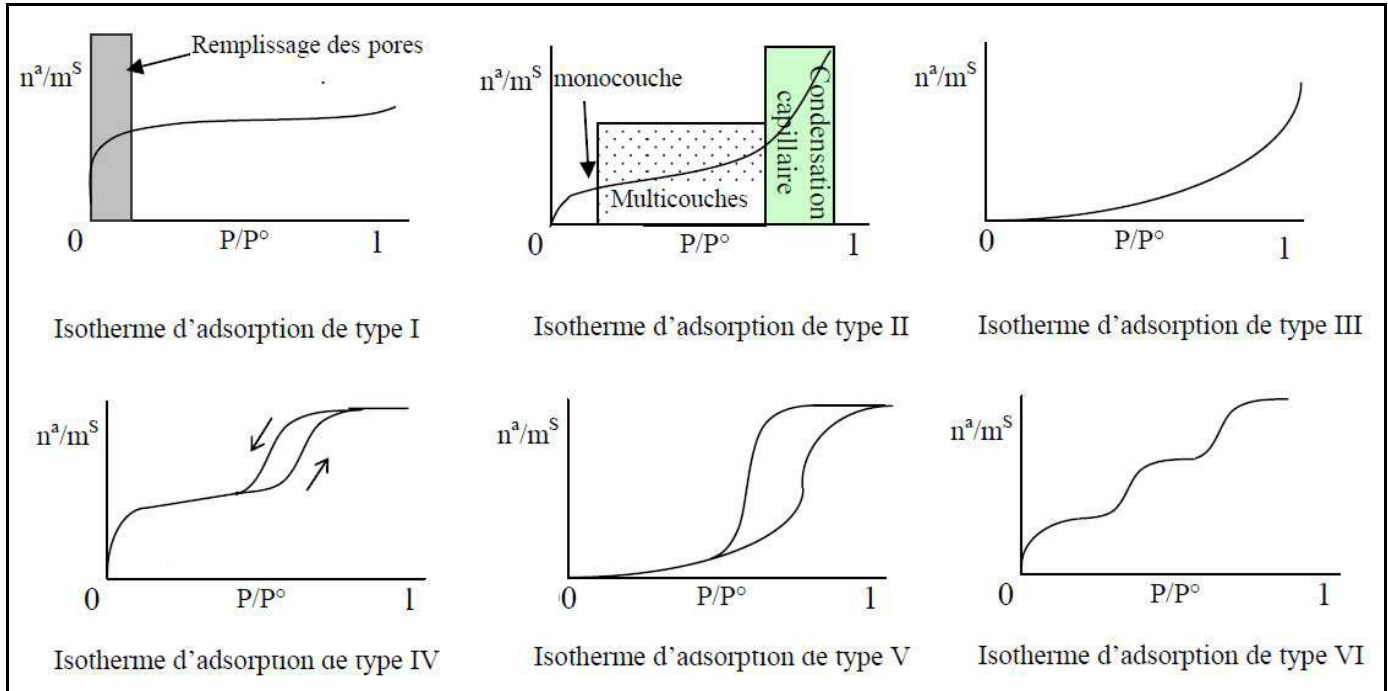 Remplissage des pores
nᵃ/mˢ
0
P/P°
1
Isotherme d'adsorption de type I
nᵃ/mˢ
monocouche
Condensation
capillaire
Multicouches
0
P/P°
1
Isotherme d'adsorption de type II
nᵃ/mˢ
0
P/P°
1
Isotherme d'adsorption de type III
nᵃ/mˢ
0
P/P°
1
Isotherme d'adsorption de type IV
nᵃ/mˢ
0
P/P°
1
Isotherme d'adsorption de type V
nᵃ/mˢ
0
P/P°
1
Isotherme d'adsorption de type VI